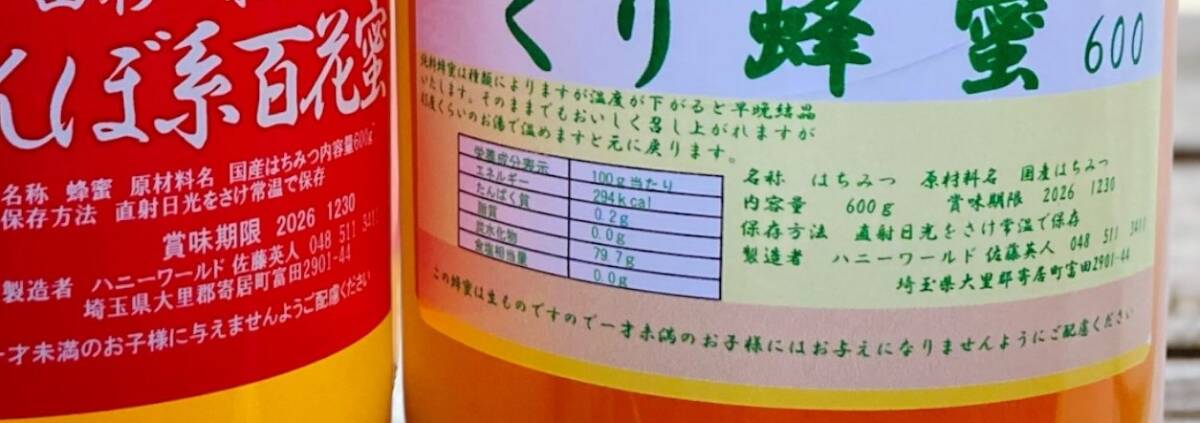 んぼ系百花蜜
名称 蜂蜜 原材料名 国産はちみつ内容量600g
保存方法 直射日光をさけ常温で保存
賞味期限 2026 1230
製造者 ハニーワールド 佐藤英人 048 511 3411
埼玉県大里郡寄居町富田2901-44
一才未満のお子様に与えませんようご配慮ください
くり蜂蜜 600
純粋蜂蜜は種類によりますが温度が下がると早晩結晶
いたします。そのままでもおいしく召し上がれますが
くらいのお湯で温めますと元に戻ります。
栄養成分表示 100g当たり
エネルギー 294kcal
たんぱく質 0.2g
脂質 0.0g
炭水化物 79.7g
食塩相当量 0.0g
名称 はちみつ 原材料名 国産はちみつ
内容量 600g 賞味期限 2026 1230
保存方法 直射日光をさけ常温で保存
製造者 ハニーワールド 佐藤英人 048 511 3411
埼玉県大里郡寄居町富田2901-44
この蜂蜜は生ものですので一才未満のお子様にはお与えになりませんようにご配慮ください